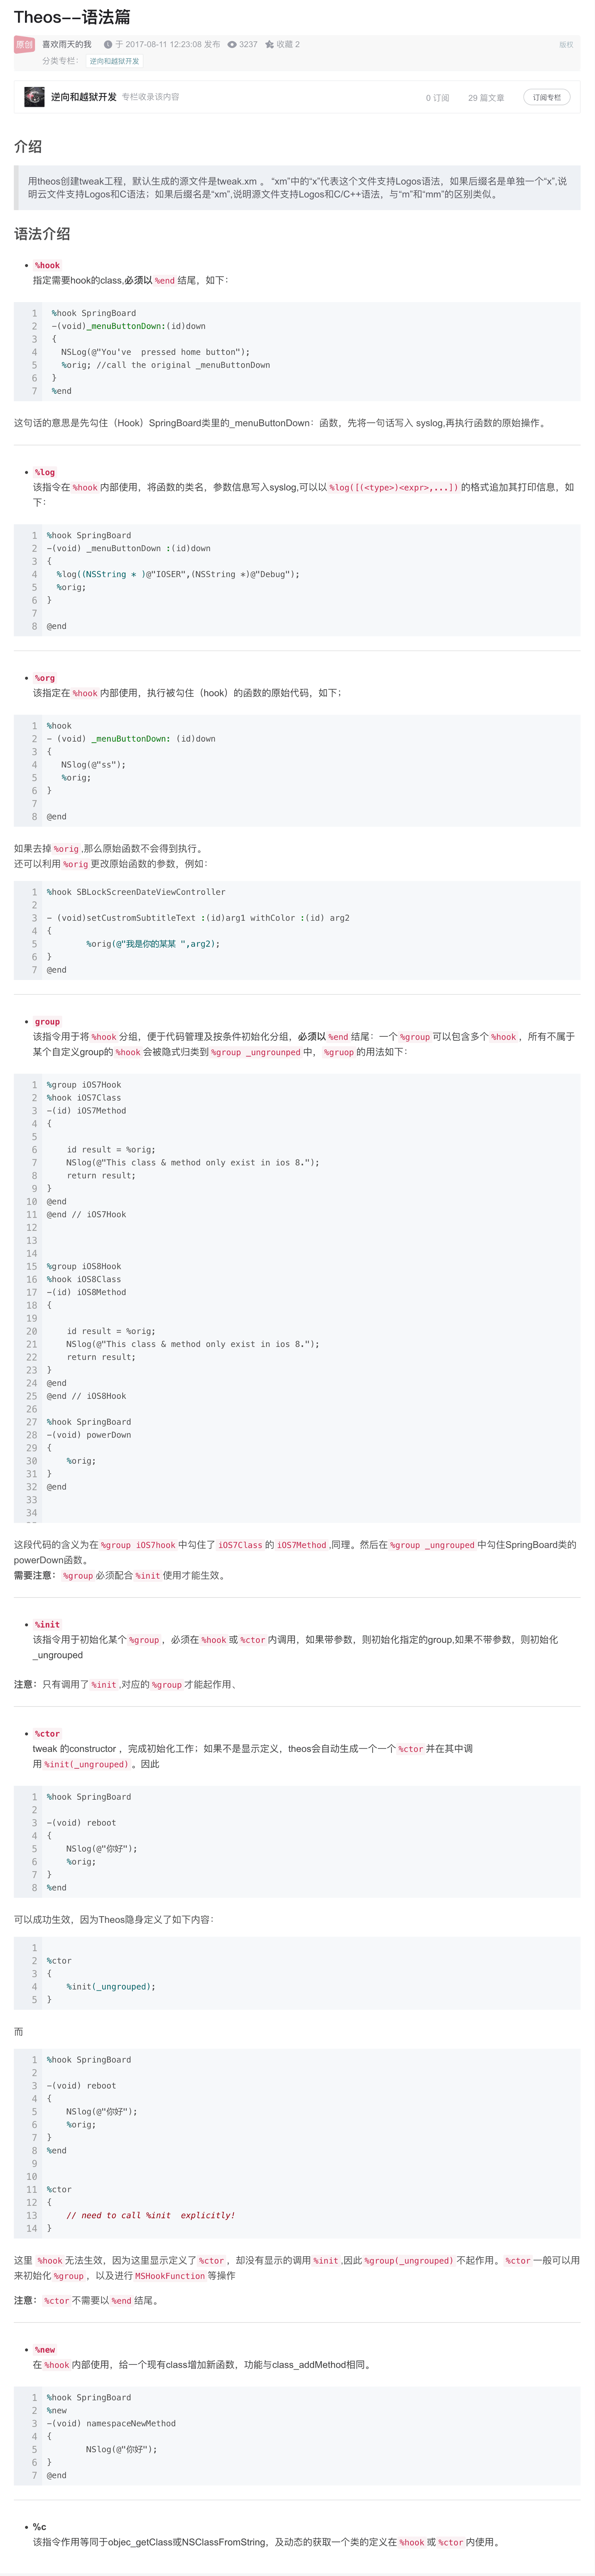 Theos--语法篇
原创 喜欢雨天的我 于 2017-08-11 12:23:08 发布 3237 收藏 2 版权
分类专栏： 逆向和越狱开发
逆向和越狱开发 专栏收录该内容 0 订阅 29 篇文章 订阅专栏
介绍
用theos创建tweak工程，默认生成的源文件是tweak.xm 。 “xm”中的“x”代表这个文件支持Logos语法，如果后缀名是单独一个“x”,说
明云文件支持Logos和C语法；如果后缀名是“xm”,说明源文件支持Logos和C/C++语法，与“m”和“mm”的区别类似。
语法介绍
• %hook
指定需要hook的class,必须以 %end 结尾，如下：
1 %hook SpringBoard
2 -(void)_menuButtonDown:(id)down
3 {
4 NSLog(@"You've  pressed home button");
5 %orig; //call the original _menuButtonDown
6 }
7 %end
这句话的意思是先勾住（Hook）SpringBoard类里的_menuButtonDown：函数，先将一句话写入 syslog,再执行函数的原始操作。
• %log
该指令在 %hook 内部使用，将函数的类名，参数信息写入syslog,可以以 %log([(<type>)<expr>,...]) 的格式追加其打印信息，如
下：
1 %hook SpringBoard
2 -(void) _menuButtonDown :(id)down
3 {
4 %log((NSString * )@"IOSER",(NSString *)@"Debug");
5 %orig;
6 }
7
8 @end
• %org
该指定在 %hook 内部使用，执行被勾住（hook）的函数的原始代码，如下；
1 %hook
2 - (void) _menuButtonDown: (id)down
3 {
4 NSlog(@"ss");
5 %orig;
6 }
7
8 @end
如果去掉 %orig ,那么原始函数不会得到执行。
还可以利用 %orig 更改原始函数的参数，例如：
1 %hook SBLockScreenDateViewController
2
3 - (void)setCustromSubtitleText :(id)arg1 withColor :(id) arg2
4 {
5 %orig(@"我是你的某某 ",arg2);
6 }
7 @end
• group
该指令用于将 %hook 分组，便于代码管理及按条件初始化分组，必须以 %end 结尾：一个 %group 可以包含多个 %hook ，所有不属于
某个自定义group的 %hook 会被隐式归类到 %group _ungrounped 中， %gruop 的用法如下：
1 %group iOS7Hook
2 %hook iOS7Class
3 -(id) iOS7Method
4 {
5
6 id result = %orig;
7 NSlog(@"This class & method only exist in ios 8.");
8 return result;
9 }
10 @end
11 @end // iOS7Hook
12
13
14
15 %group iOS8Hook
16 %hook iOS8Class
17 -(id) iOS8Method
18 {
19
20 id result = %orig;
21 NSlog(@"This class & method only exist in ios 8.");
22 return result;
23 }
24 @end
25 @end // iOS8Hook
26
27 %hook SpringBoard
28 -(void) powerDown
29 {
30 %orig;
31 }
32 @end
33
34
这段代码的含义为在 %group iOS7hook 中勾住了 iOS7Class 的 iOS7Method ,同理。然后在 %group _ungrouped 中勾住SpringBoard类的
powerDown函数。
需要注意： %group 必须配合 %init 使用才能生效。
• %init
该指令用于初始化某个 %group ，必须在 %hook 或 %ctor 内调用，如果带参数，则初始化指定的group,如果不带参数，则初始化
_ungrouped
注意：只有调用了 %init ,对应的 %group 才能起作用、
• %ctor
tweak 的constructor ，完成初始化工作；如果不是显示定义，theos会自动生成一个一个 %ctor 并在其中调
用 %init(_ungrouped) 。因此
1 %hook SpringBoard
2
3 -(void) reboot
4 {
5 NSlog(@"你好");
6 %orig;
7 }
8 %end
可以成功生效，因为Theos隐身定义了如下内容：
1
2 %ctor
3 {
4 %init(_ungrouped);
5 }
而
1 %hook SpringBoard
2
3 -(void) reboot
4 {
5 NSlog(@"你好");
6 %orig;
7 }
8 %end
9
10
11 %ctor
12 {
13 // need to call %init  explicitly!
14 }
这里 %hook 无法生效，因为这里显示定义了 %ctor ，却没有显示的调用 %init ,因此 %group(_ungrouped) 不起作用。 %ctor 一般可以用
来初始化 %group ，以及进行 MSHookFunction 等操作
注意： %ctor 不需要以 %end 结尾。
• %new
在 %hook 内部使用，给一个现有class增加新函数，功能与class_addMethod相同。
1 %hook SpringBoard
2 %new
3 -(void) namespaceNewMethod
4 {
5 NSlog(@"你好");
6 }
7 @end
• %c
该指令作用等同于objec_getClass或NSClassFromString，及动态的获取一个类的定义在 %hook 或 %ctor 内使用。